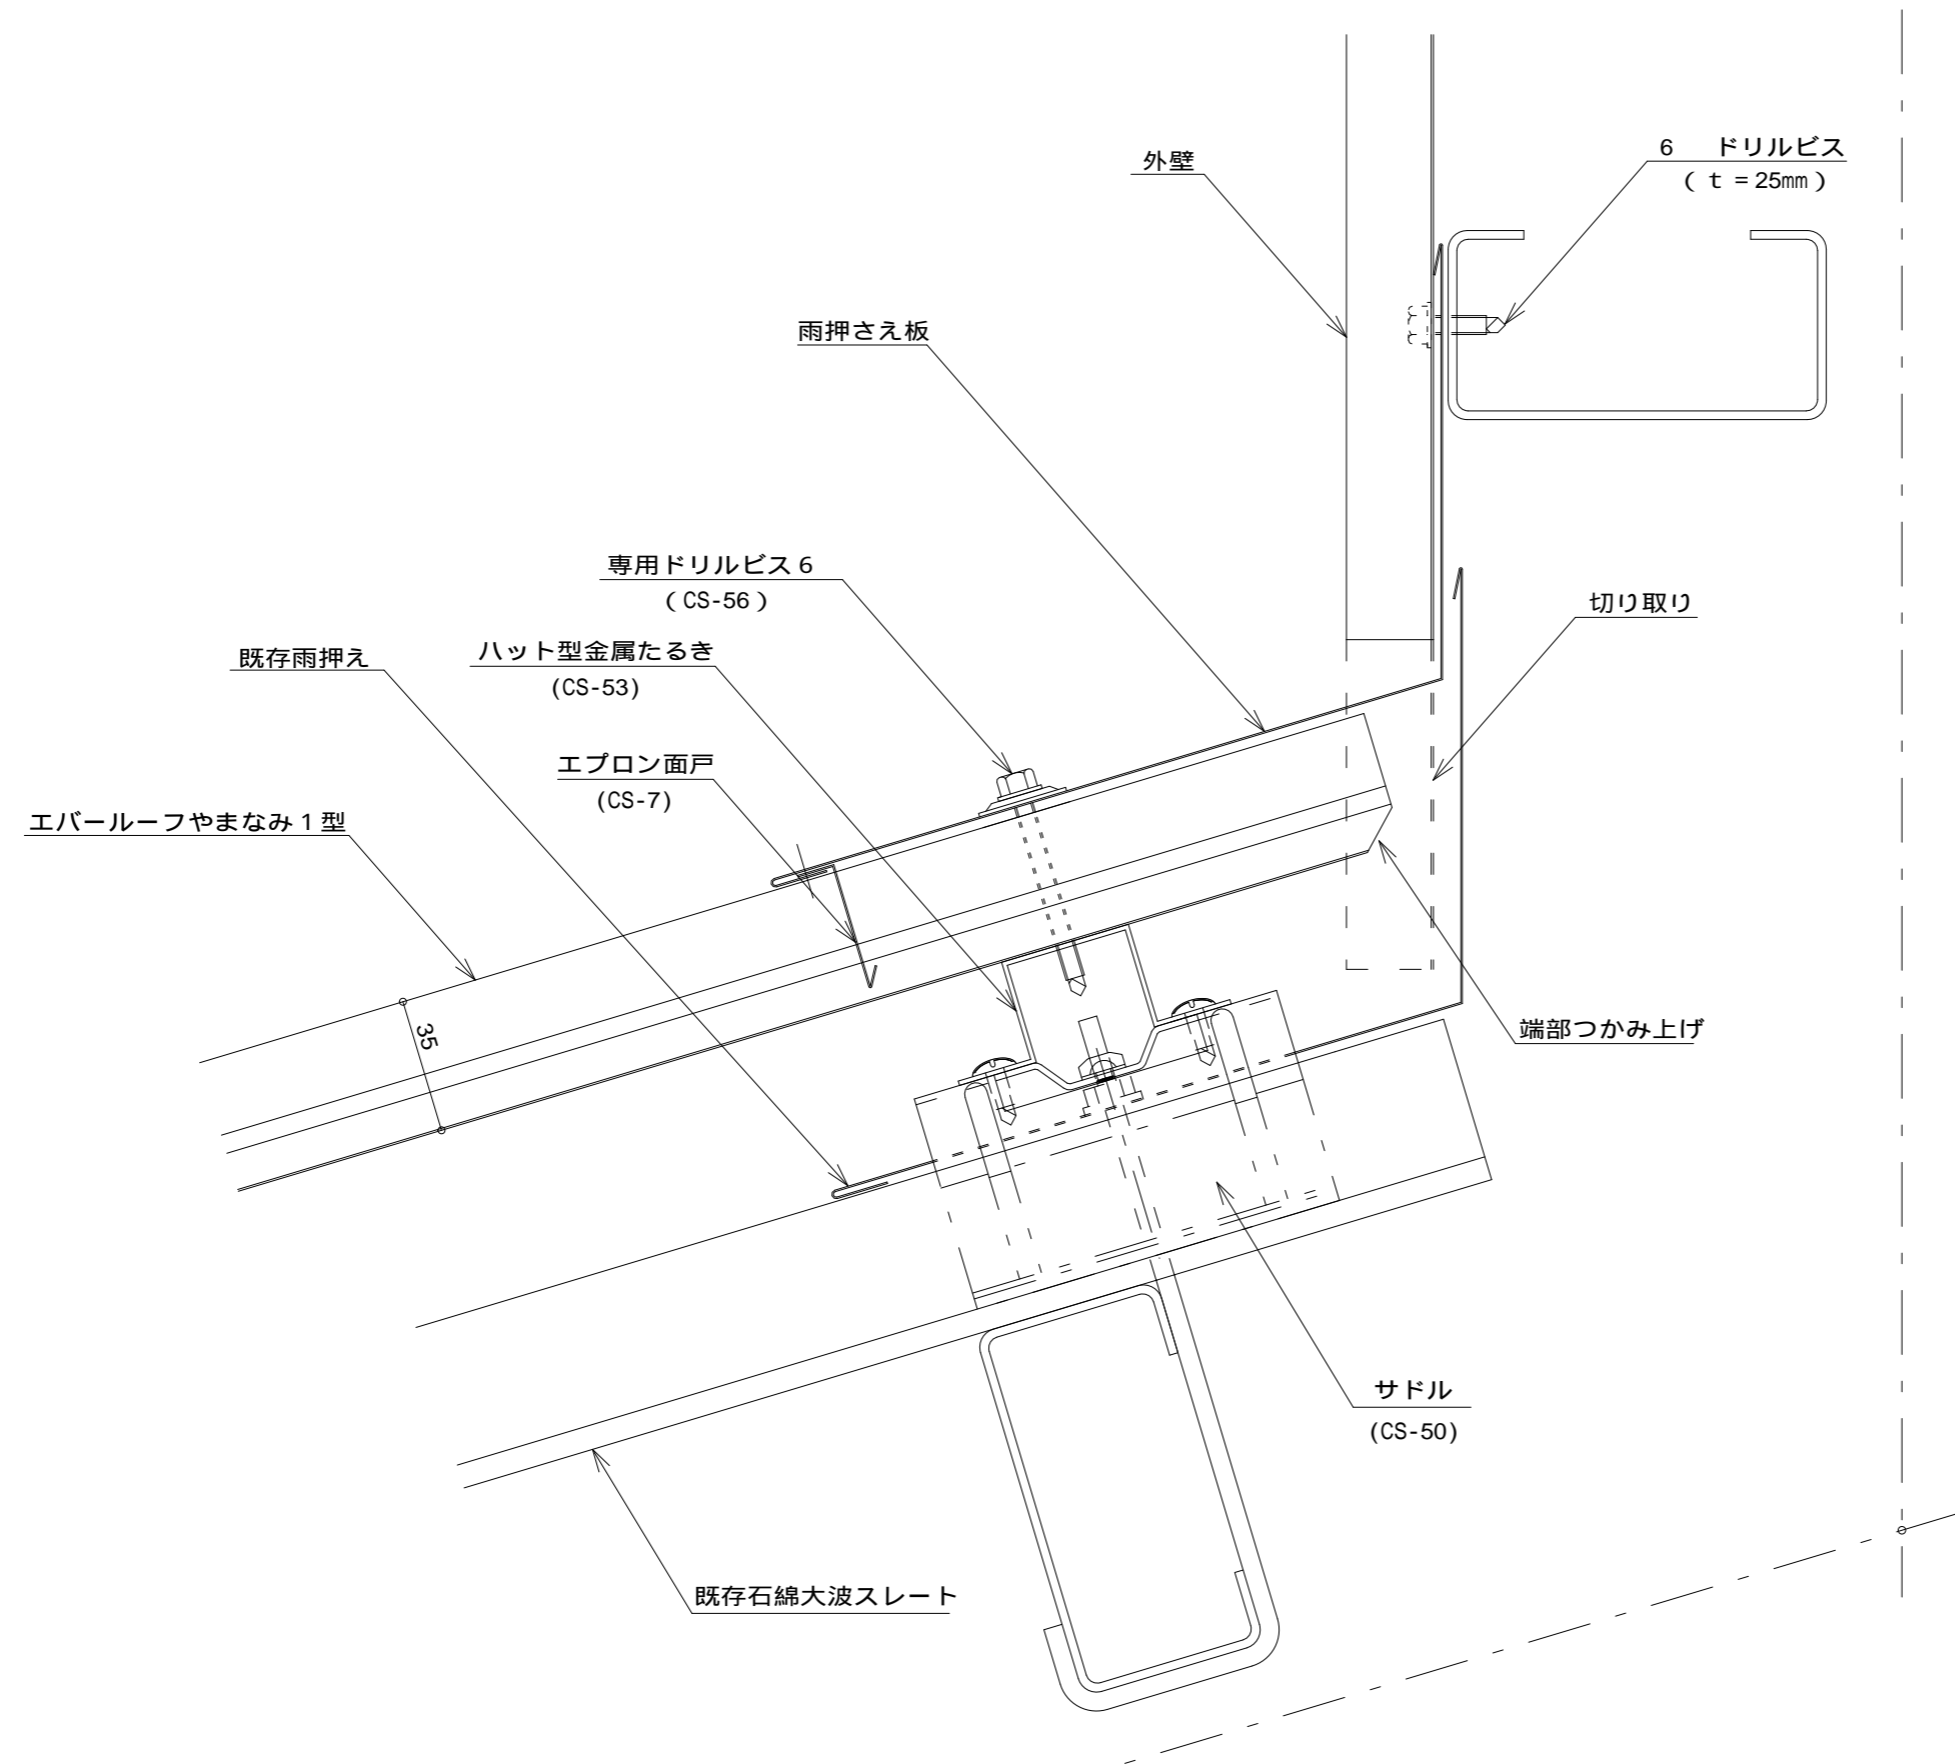 外壁
6　ドリルビス
( t =25㎜ )
雨押さえ板
専用ドリルビス6
(CS-56)
切り取り
既存雨押え
ハット型金属たるき
(CS-53)
エプロン面戸
(CS-7)
エバールーフやまなみ1型
35
端部つかみ上げ
サドル
(CS-50)
既存石綿大波スレート